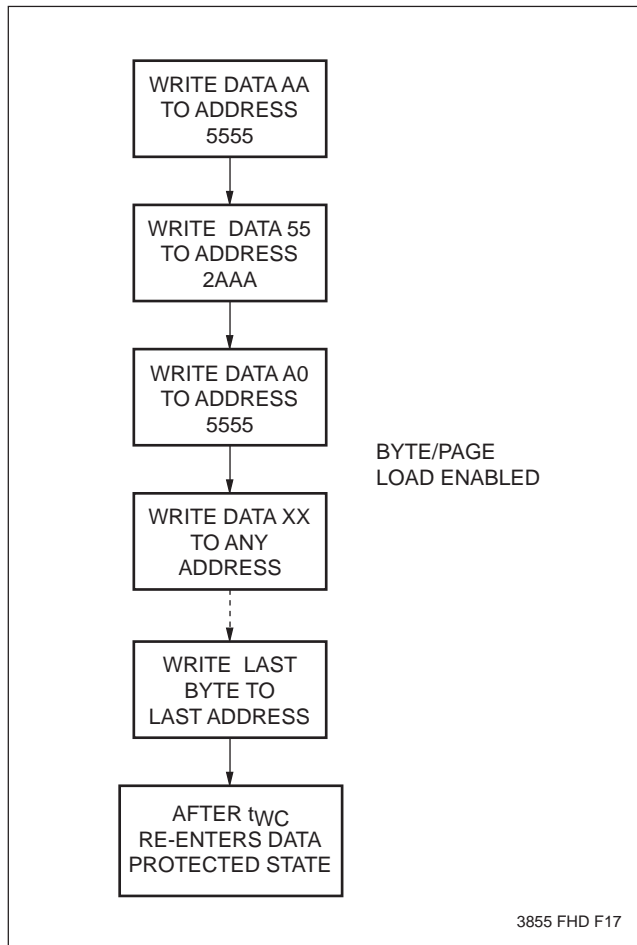 WRITE DATA AA
TO ADDRESS
5555
WRITE DATA 55
TO ADDRESS
2AAA
WRITE DATA A0
TO ADDRESS
5555
BYTE/PAGE
LOAD ENABLED
WRITE DATA XX
TO ANY
ADDRESS
WRITE LAST
BYTE TO
LAST ADDRESS
AFTER tWC
RE-ENTERS DATA
PROTECTED STATE
3855 FHD F17